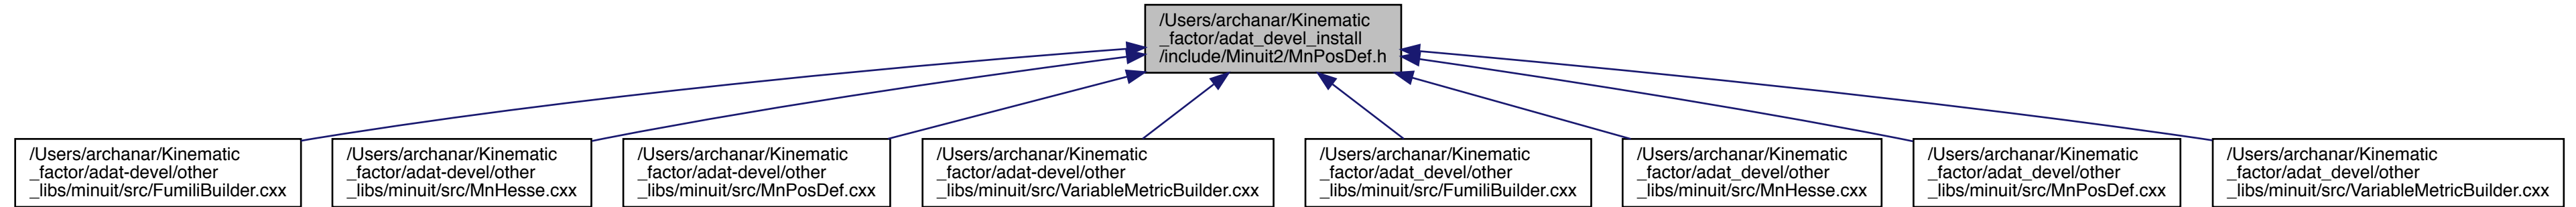 /Users/archanar/Kinematic
_factor/adat_devel_install
/include/Minuit2/MnPosDef.h
/Users/archanar/Kinematic
_factor/adat-devel/other
_libs/minuit/src/FumiliBuilder.cxx
/Users/archanar/Kinematic
_factor/adat-devel/other
_libs/minuit/src/MnHesse.cxx
/Users/archanar/Kinematic
_factor/adat-devel/other
_libs/minuit/src/MnPosDef.cxx
/Users/archanar/Kinematic
_factor/adat-devel/other
_libs/minuit/src/VariableMetricBuilder.cxx
/Users/archanar/Kinematic
_factor/adat_devel/other
_libs/minuit/src/FumiliBuilder.cxx
/Users/archanar/Kinematic
_factor/adat_devel/other
_libs/minuit/src/MnHesse.cxx
/Users/archanar/Kinematic
_factor/adat_devel/other
_libs/minuit/src/MnPosDef.cxx
/Users/archanar/Kinematic
_factor/adat_devel/other
_libs/minuit/src/VariableMetricBuilder.cxx